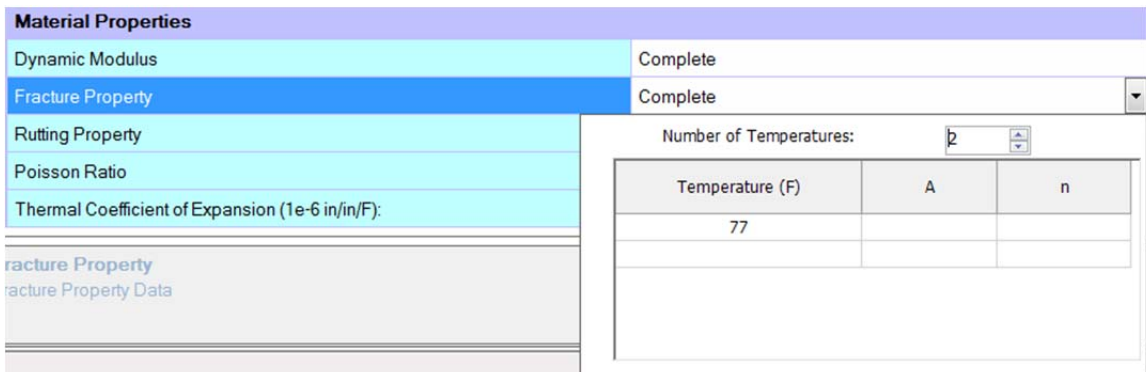 Material Properties
Dynamic Modulus Complete
Fracture Property Complete
Rutting Property
Poisson Ratio
Thermal Coefficient of Expansion (1e-6 in/in/F):
racture Property
racture Property Data
Number of Temperatures: 2
Temperature (F) A n
77